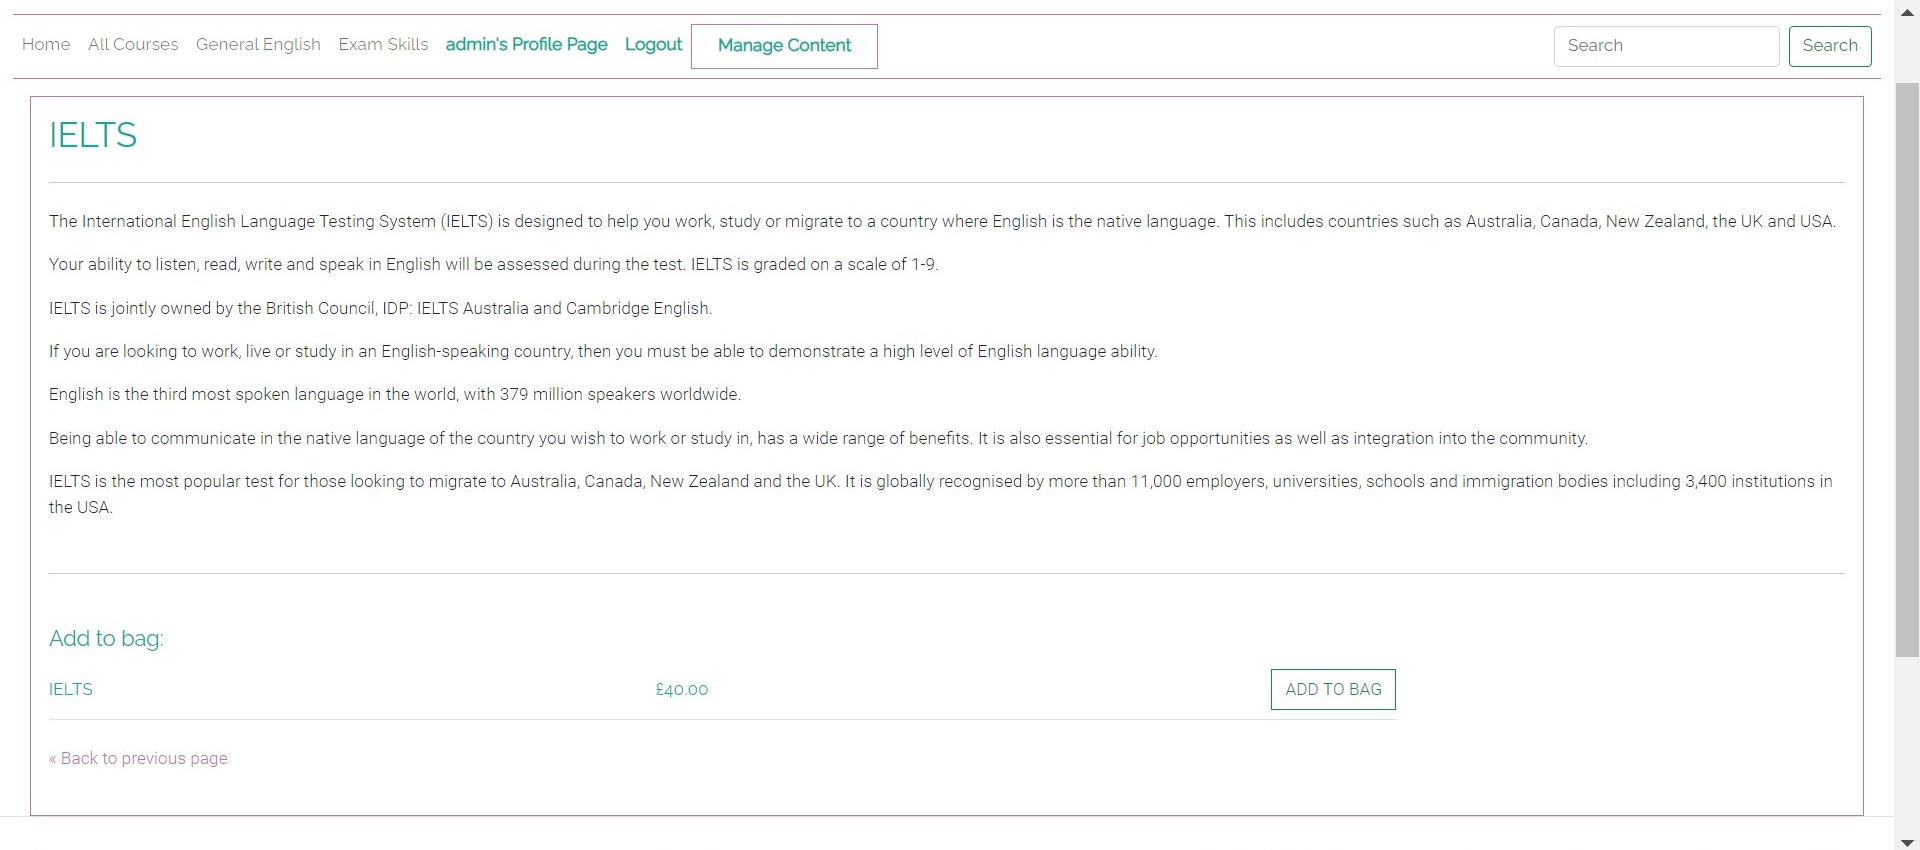 Home All Courses General English Exam Skills admin's Profile Page Logout Manage Content Search Search
IELTS
The International English Language Testing System (IELTS) is designed to help you work, study or migrate to a country where English is the native language. This includes countries such as Australia, Canada, New Zealand, the UK and USA.
Your ability to listen, read, write and speak in English will be assessed during the test. IELTS is graded on a scale of 1-9.
IELTS is jointly owned by the British Council, IDP: IELTS Australia and Cambridge English.
If you are looking to work, live or study in an English-speaking country, then you must be able to demonstrate a high level of English language ability.
English is the third most spoken language in the world, with 379 million speakers worldwide.
Being able to communicate in the native language of the country you wish to work or study in, has a wide range of benefits. It is also essential for job opportunities as well as integration into the community.
IELTS is the most popular test for those looking to migrate to Australia, Canada, New Zealand and the UK. It is globally recognised by more than 11,000 employers, universities, schools and immigration bodies including 3,400 institutions in
the USA.
Add to bag:
IELTS £40.00 ADD TO BAG
« Back to previous page